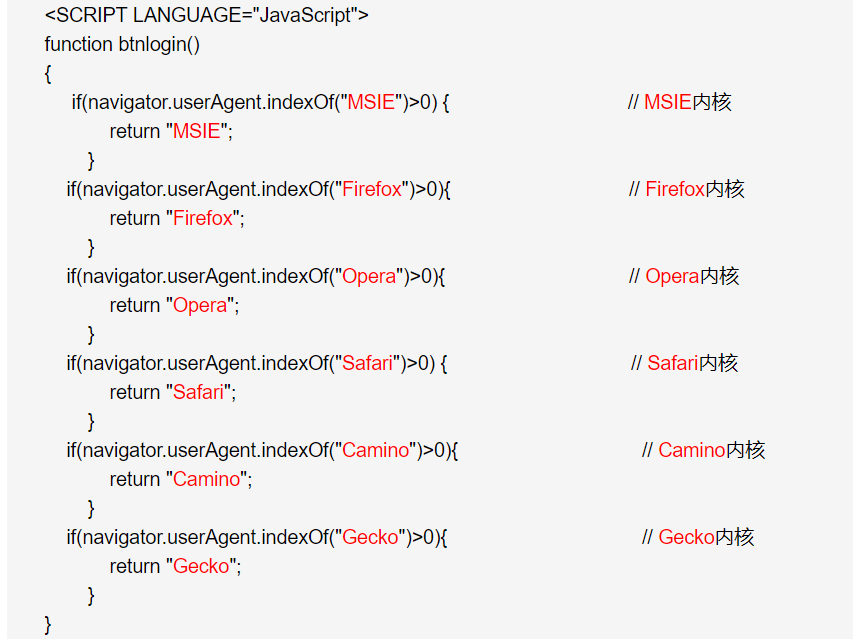 <SCRIPT LANGUAGE="JavaScript">
function btnlogin()
{
if(navigator.userAgent.indexOf("MSIE")>0) { // MSIE内核
return "MSIE";
}
if(navigator.userAgent.indexOf("Firefox")>0){ // Firefox内核
return "Firefox";
}
if(navigator.userAgent.indexOf("Opera")>0){ // Opera内核
return "Opera";
}
if(navigator.userAgent.indexOf("Safari")>0) { // Safari内核
return "Safari";
}
if(navigator.userAgent.indexOf("Camino")>0){ // Camino内核
return "Camino";
}
if(navigator.userAgent.indexOf("Gecko")>0){ // Gecko内核
return "Gecko";
}
}